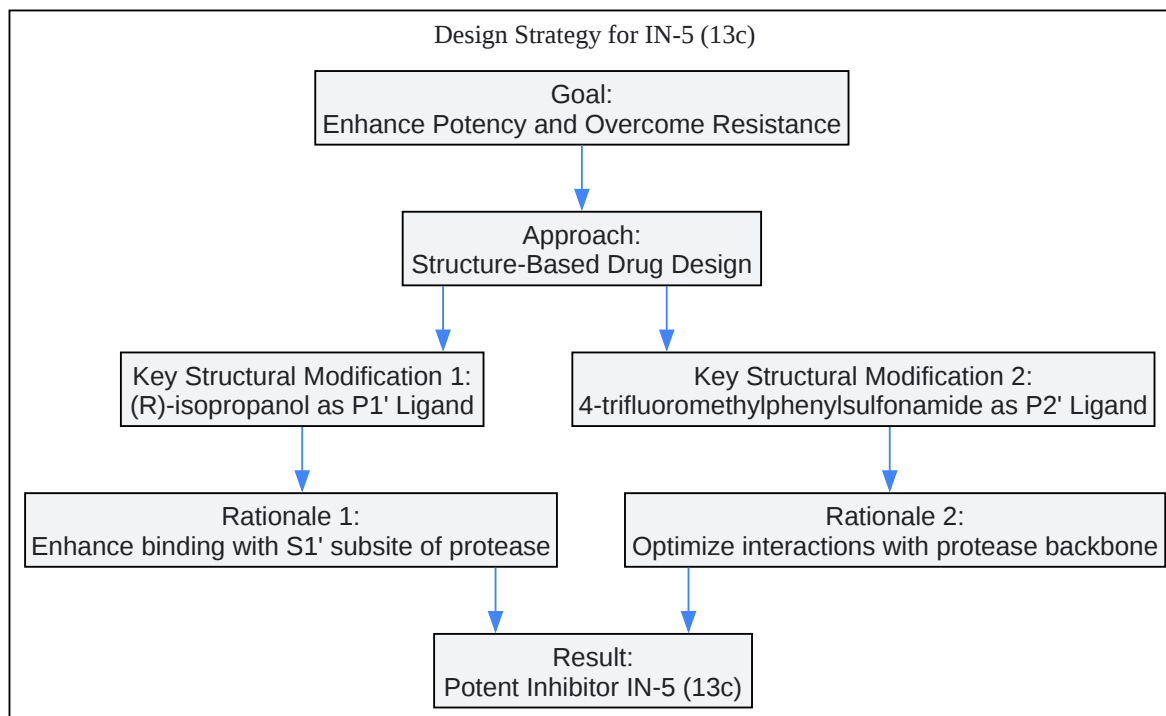 Design Strategy for IN-5 (13c)
Goal:
Enhance Potency and Overcome Resistance
Approach:
Structure-Based Drug Design
Key Structural Modification 1:
(R)-isopropanol as P1' Ligand
Key Structural Modification 2:
4-trifluoromethylphenylsulfonamide as P2' Ligand
Rationale 1:
Enhance binding with S1' subsite of protease
Rationale 2:
Optimize interactions with protease backbone
Result:
Potent Inhibitor IN-5 (13c)